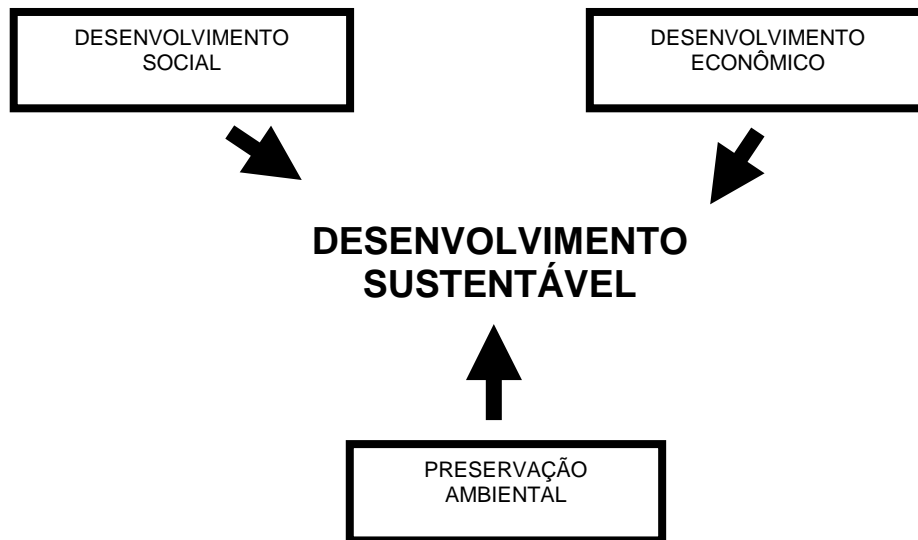 DESENVOLVIMENTO
SOCIAL
DESENVOLVIMENTO
ECONÔMICO
DESENVOLVIMENTO
SUSTENTÁVEL
PRESERVAÇÃO
AMBIENTAL